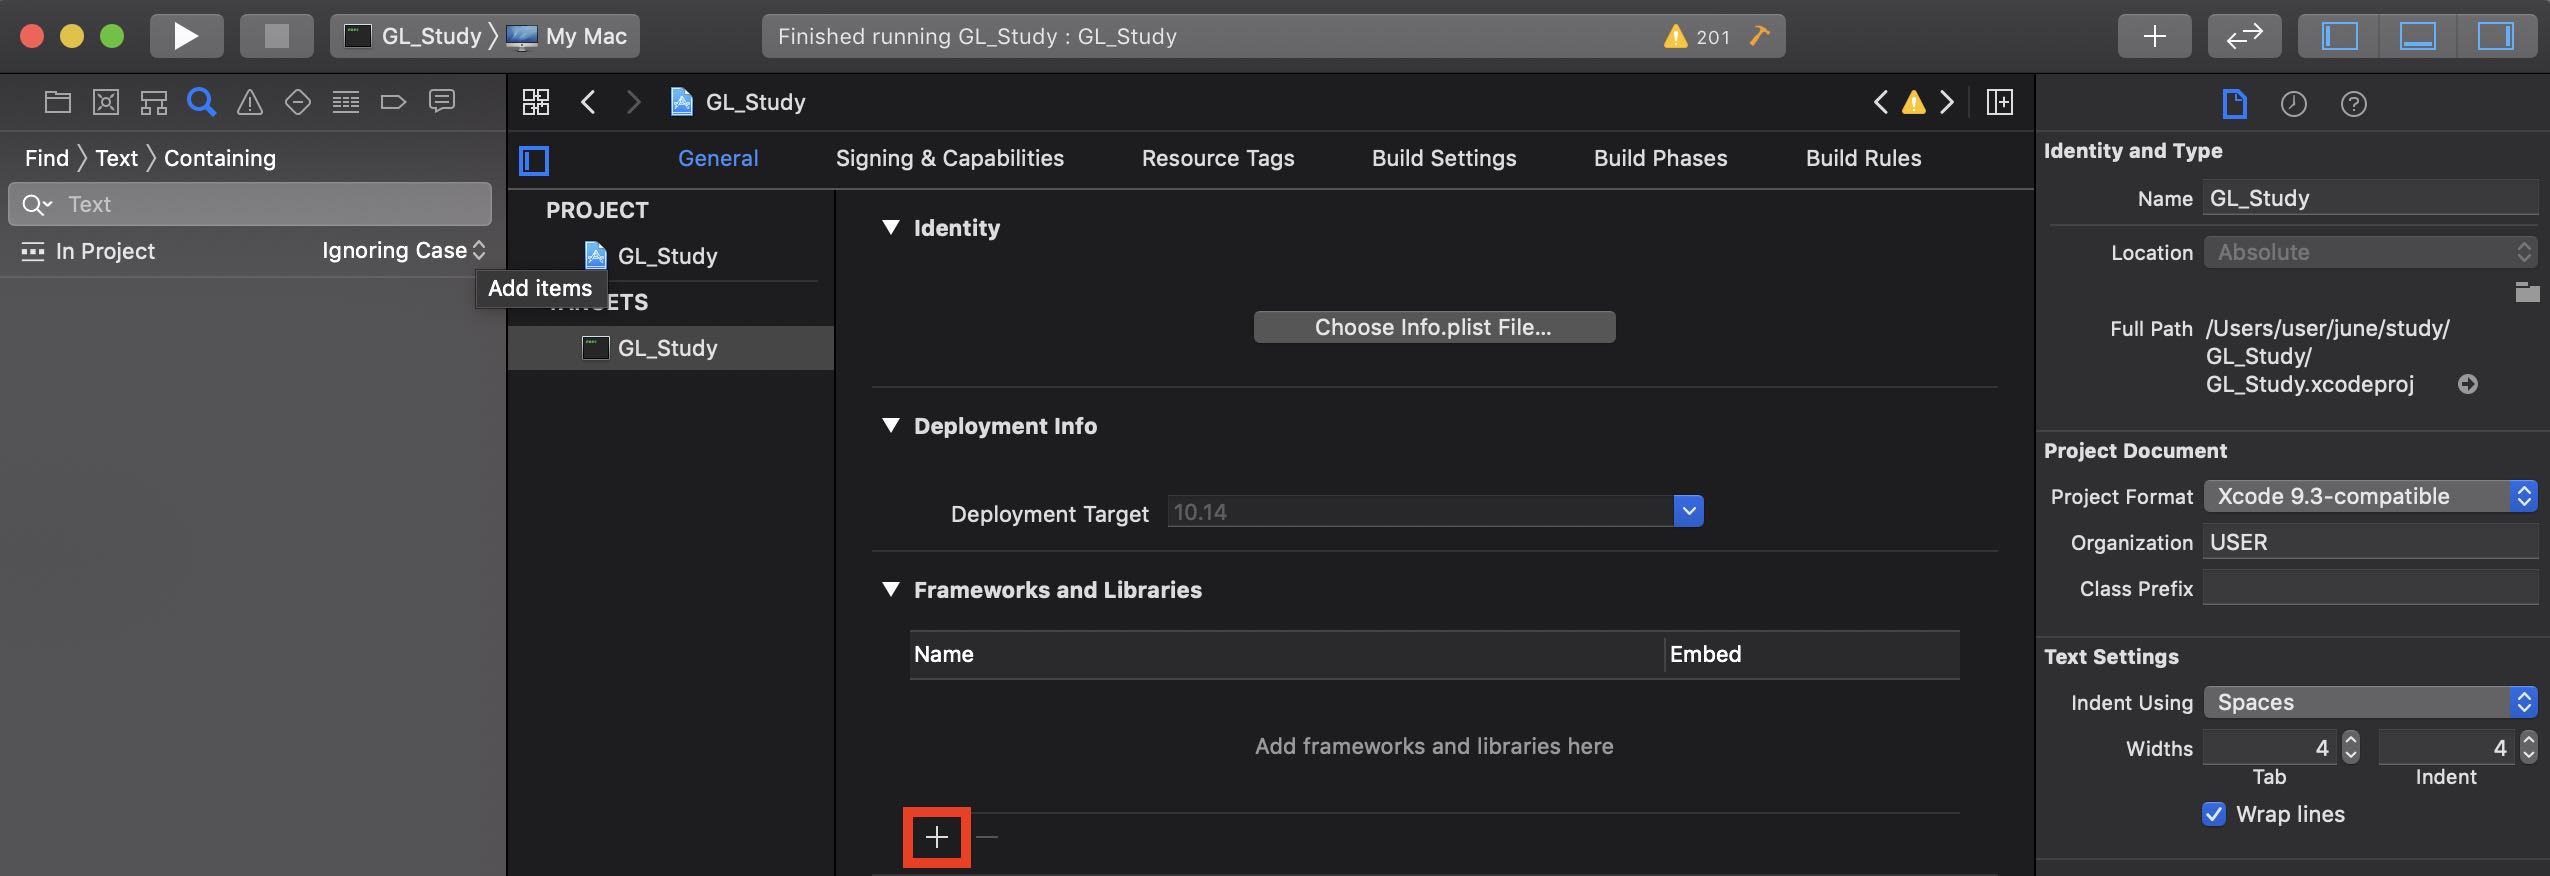 GL_Study 〉 My Mac
Finished running GL_Study : GL_Study
201
GL_Study
Find 〉 Text 〉 Containing
Text
In Project
Ignoring Case
Add items
General
Signing & Capabilities
Resource Tags
Build Settings
Build Phases
Build Rules
PROJECT
GL_Study
GL_Study
Identity
Choose Info.plist File...
Deployment Info
Deployment Target
10.14
Frameworks and Libraries
Name
Embed
Add frameworks and libraries here
Identity and Type
Name
GL_Study
Location
Absolute
Full Path
/Users/user/june/study/
GL_Study/
GL_Study.xcodeproj
Project Document
Project Format
Xcode 9.3-compatible
Organization
USER
Class Prefix
Text Settings
Indent Using
Spaces
Widths
4
4
Tab
Indent
Wrap lines